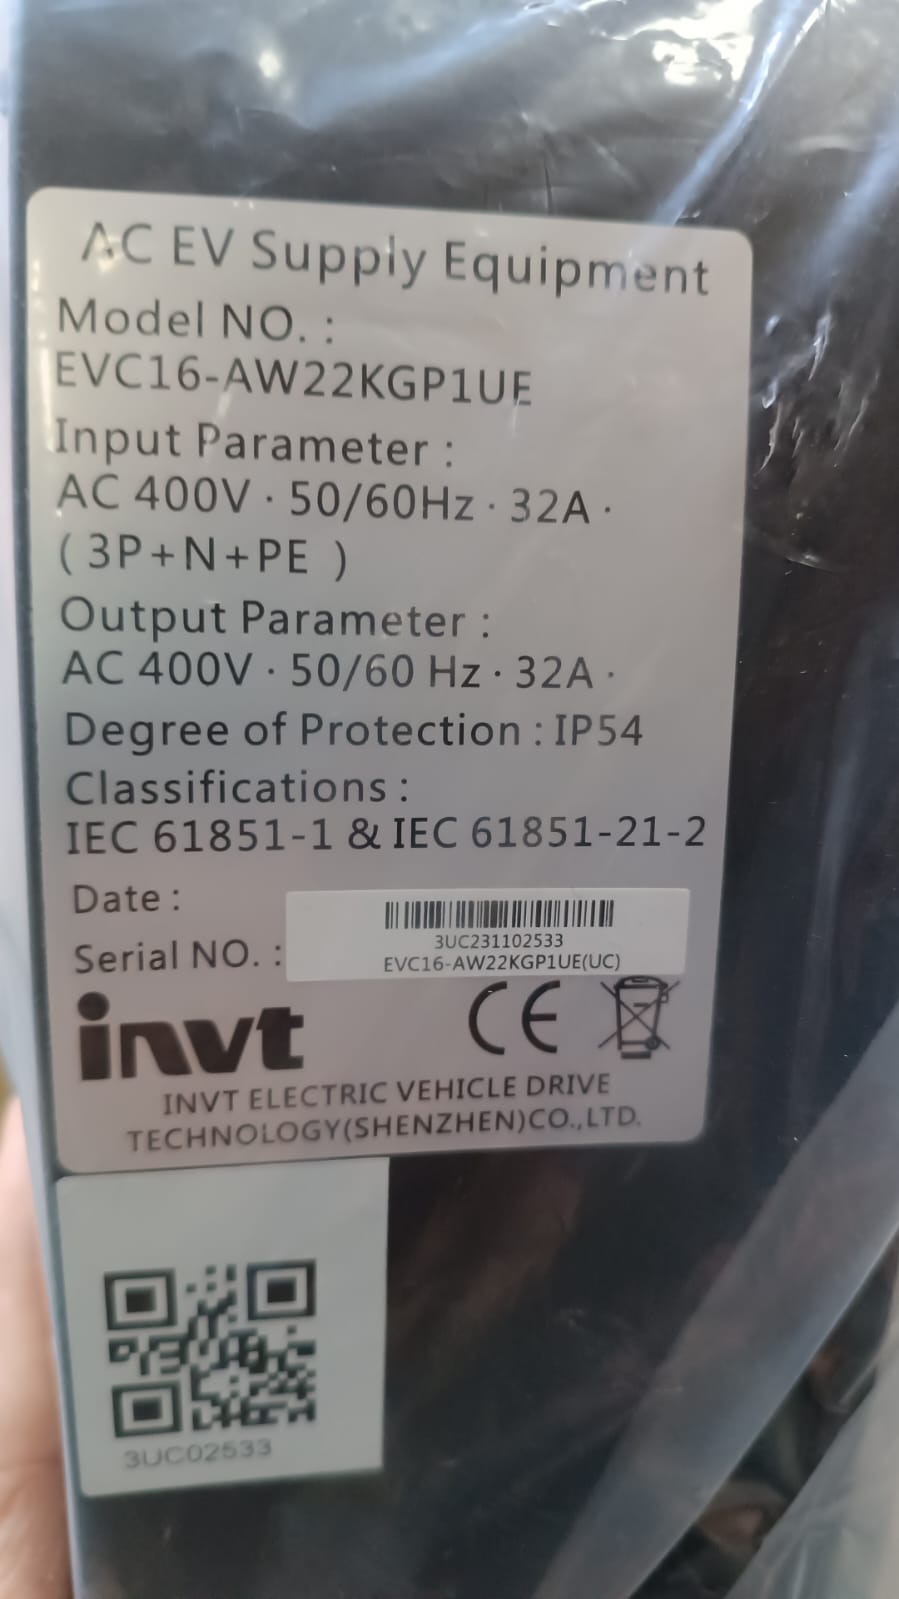 AC EV Supply Equipment
Model NO. :
EVC16-AW22KGP1UE
Input Parameter :
AC 400V · 50/60Hz · 32A ·
( 3P+N+PE )
Output Parameter :
AC 400V · 50/60 Hz · 32A ·
Degree of Protection : IP54
Classifications :
IEC 61851-1 & IEC 61851-21-2
Date :
3UC231102533
Serial NO. :
EVC16-AW22KGP1UE(UC)
invt
CE
INVT ELECTRIC VEHICLE DRIVE
TECHNOLOGY(SHENZHEN)CO.,LTD.
3UC02533